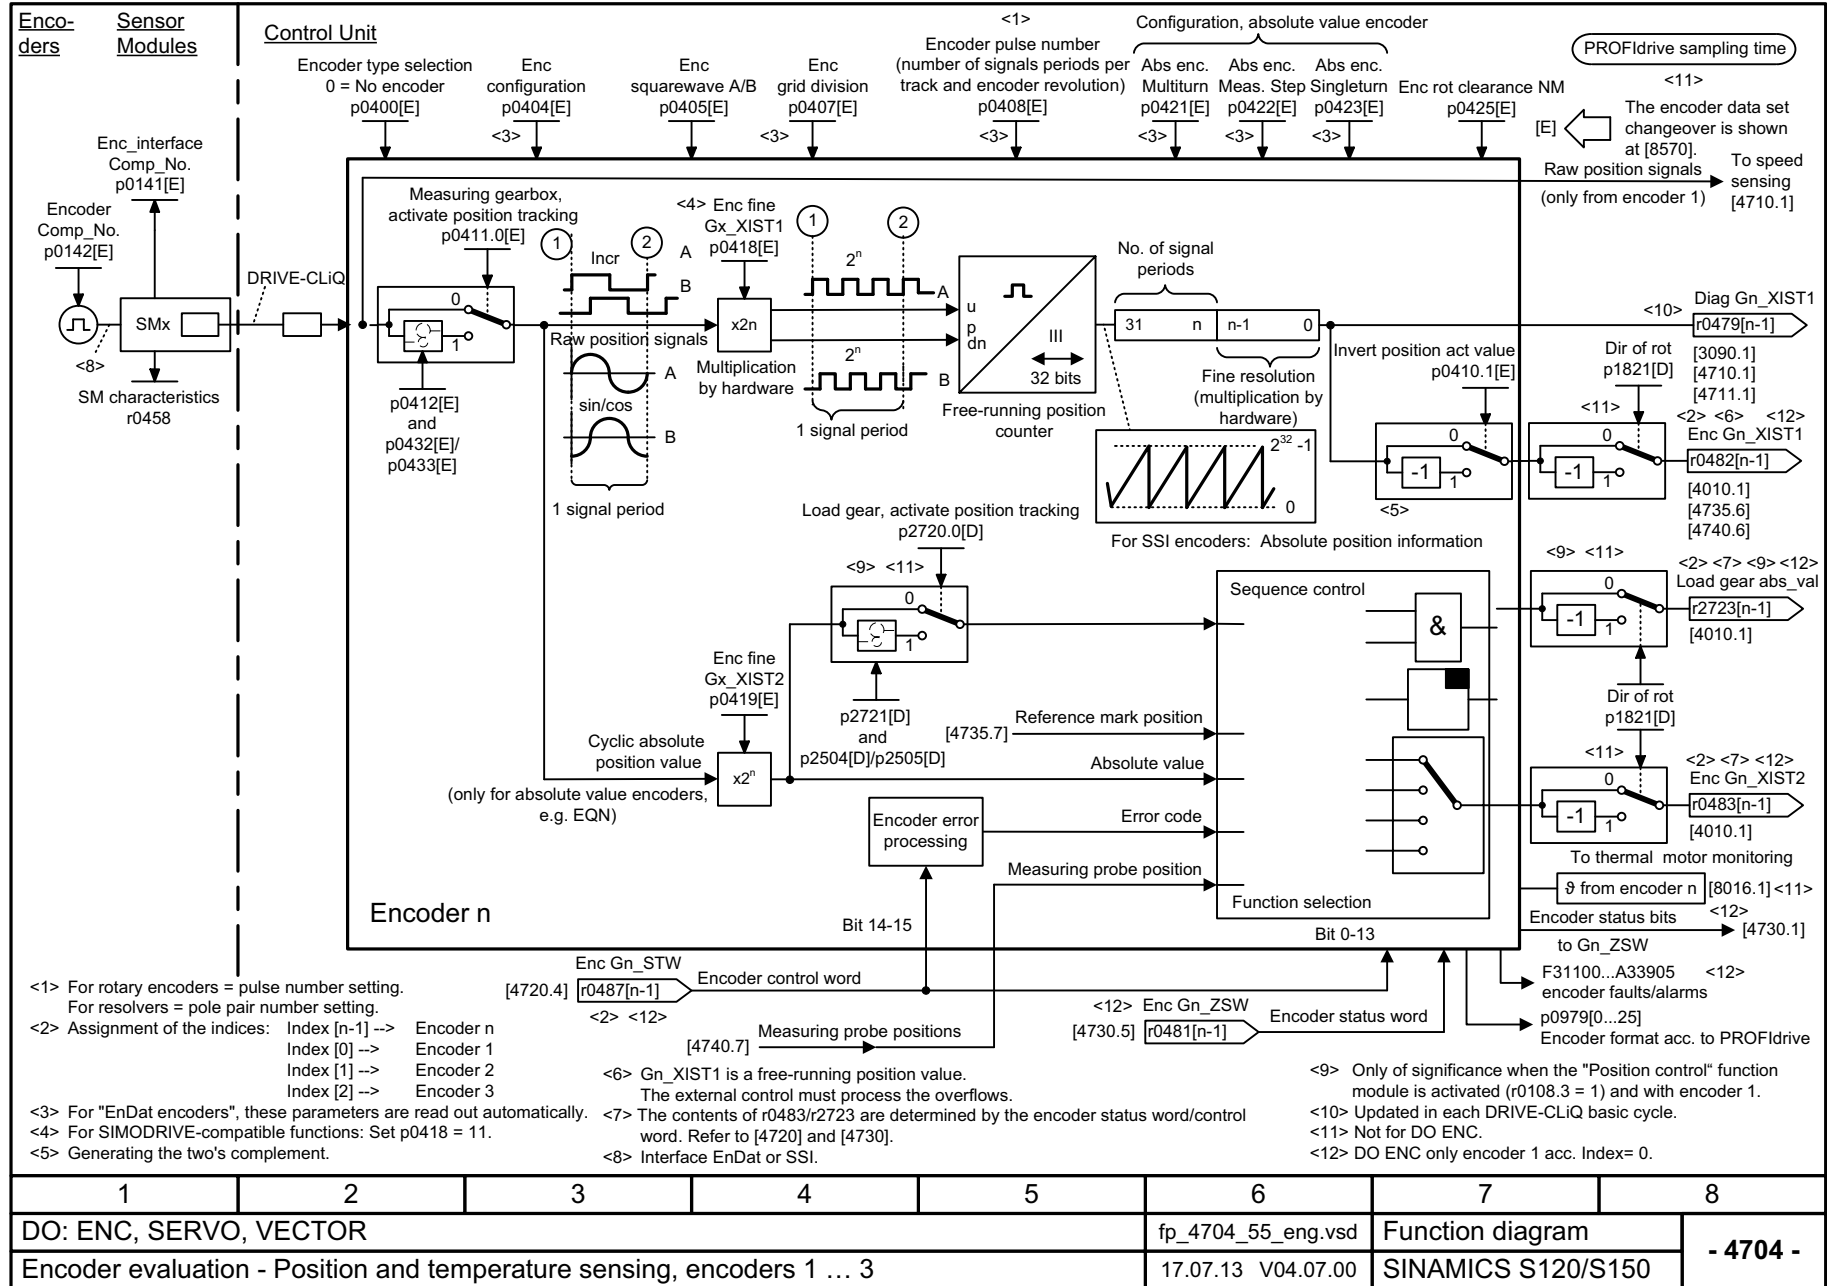 Enco-
ders
Sensor
Modules
Control Unit
Encoder type selection
0 = No encoder
p0400[E]
Enc
configuration
p0404[E]
<3>
Enc
squarewave A/B
p0405[E]
Enc
grid division
p0407[E]
<3>
<1>
Encoder pulse number
(number of signals periods per
track and encoder revolution)
p0408[E]
<3>
Configuration, absolute value encoder
Abs enc.
Multiturn
p0421[E]
<3>
Abs enc.
Meas. Step
p0422[E]
<3>
Abs enc.
Singleturn
p0423[E]
<3>
Enc rot clearance NM
p0425[E]
PROFIdrive sampling time
<11>
[E]
The encoder data set
changeover is shown
at [8570].
Raw position signals
(only from encoder 1)
To speed
sensing
[4710.1]
Enc_interface
Comp_No.
p0141[E]
Encoder
Comp_No.
p0142[E]
SMx
<8>
SM characteristics
r0458
DRIVE-CLiQ
Measuring gearbox,
activate position tracking
p0411.0[E]
0
1
p0412[E]
and
p0432[E]/
p0433[E]
1
2
Incr
A
B
Raw position signals
A
sin/cos
B
1 signal period
<4> Enc fine
Gx_XIST1
p0418[E]
x2n
Multiplication
by hardware
1
2
2^n
A
2^n
B
1 signal period
u
p
dn
III
32 bits
Free-running position
counter
No. of signal
periods
31 n n-1 0
Fine resolution
(multiplication by
hardware)
2^32 -1
0
For SSI encoders: Absolute position information
<10>
Diag Gn_XIST1
r0479[n-1]
[3090.1]
[4710.1]
[4711.1]
Invert position act value
p0410.1[E]
0
-1
1
<5>
Dir of rot
p1821[D]
<11>
0
-1
1
<2> <6> <12>
Enc Gn_XIST1
r0482[n-1]
[4010.1]
[4735.6]
[4740.6]
Load gear, activate position tracking
p2720.0[D]
<9> <11>
0
1
p2721[D]
and
p2504[D]/p2505[D]
Enc fine
Gx_XIST2
p0419[E]
x2^n
Cyclic absolute
position value
(only for absolute value encoders,
e.g. EQN)
Sequence control
&
Function selection
[4735.7]
Reference mark position
Absolute value
Encoder error
processing
Error code
Measuring probe position
<9> <11>
0
-1
1
<2> <7> <9> <12>
Load gear abs_val
r2723[n-1]
[4010.1]
Dir of rot
p1821[D]
<11>
0
-1
1
<2> <7> <12>
Enc Gn_XIST2
r0483[n-1]
[4010.1]
To thermal motor monitoring
ϑ from encoder n
[8016.1] <11>
Encoder status bits
<12>
[4730.1]
to Gn_ZSW
Encoder n
Bit 14-15
Bit 0-13
F31100...A33905 <12>
encoder faults/alarms
p0979[0...25]
Encoder format acc. to PROFIdrive
Enc Gn_STW
[4720.4]
r0487[n-1]
Encoder control word
<2> <12>
[4740.7]
Measuring probe positions
<12> Enc Gn_ZSW
[4730.5]
r0481[n-1]
Encoder status word
<1> For rotary encoders = pulse number setting.
For resolvers = pole pair number setting.
<2> Assignment of the indices: Index [n-1] --> Encoder n
Index [0] --> Encoder 1
Index [1] --> Encoder 2
Index [2] --> Encoder 3
<3> For "EnDat encoders", these parameters are read out automatically.
<4> For SIMODRIVE-compatible functions: Set p0418 = 11.
<5> Generating the two's complement.
<6> Gn_XIST1 is a free-running position value.
The external control must process the overflows.
<7> The contents of r0483/r2723 are determined by the encoder status word/control
word. Refer to [4720] and [4730].
<8> Interface EnDat or SSI.
<9> Only of significance when the "Position control“ function
module is activated (r0108.3 = 1) and with encoder 1.
<10> Updated in each DRIVE-CLiQ basic cycle.
<11> Not for DO ENC.
<12> DO ENC only encoder 1 acc. Index= 0.
1 2 3 4 5 6 7 8
DO: ENC, SERVO, VECTOR
fp_4704_55_eng.vsd
Function diagram
- 4704 -
Encoder evaluation - Position and temperature sensing, encoders 1 … 3
17.07.13 V04.07.00
SINAMICS S120/S150